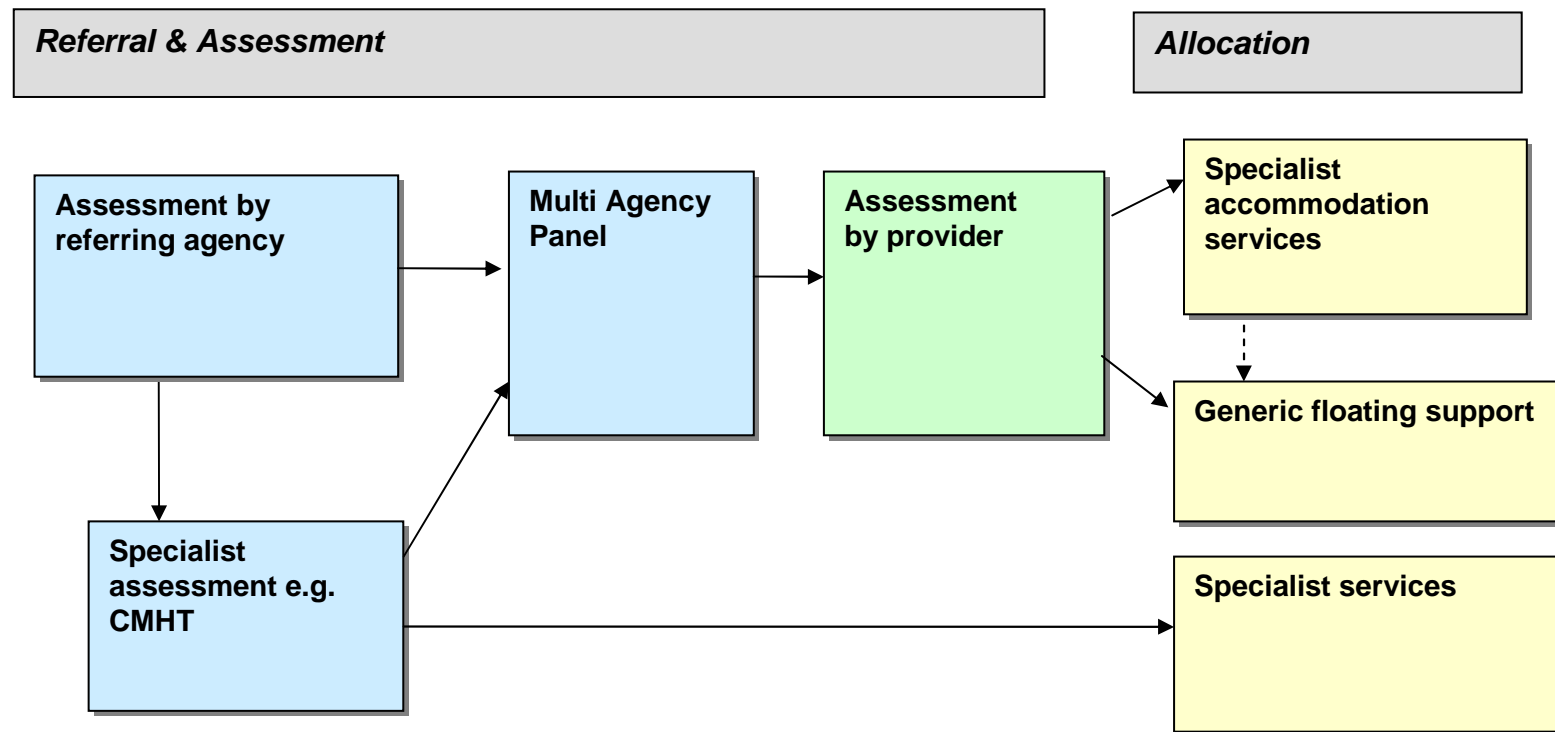 Referral & Assessment
Allocation
Assessment by
referring agency
Multi Agency
Panel
Assessment
by provider
Specialist
accommodation
services
Generic floating support
Specialist
assessment e.g.
CMHT
Specialist services